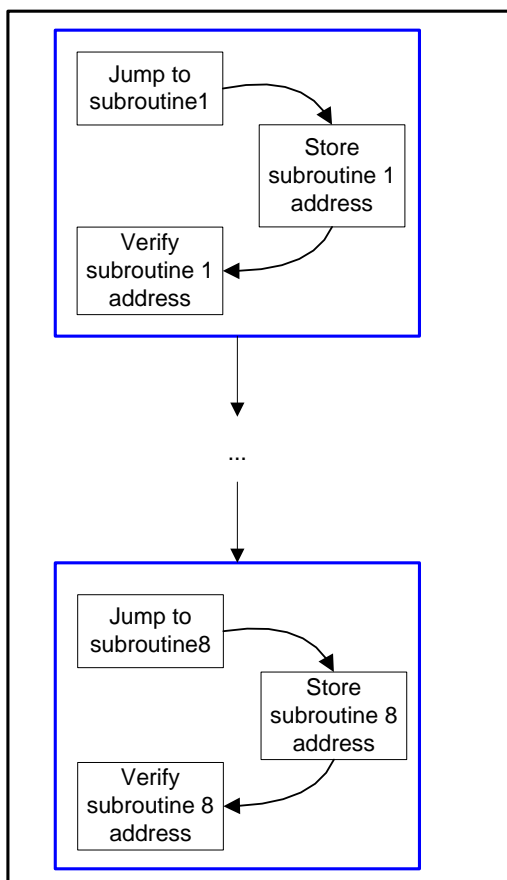 Jump to
subroutine1
Store
subroutine 1
address
Verify
subroutine 1
address
...
Jump to
subroutine8
Store
subroutine 8
address
Verify
subroutine 8
address